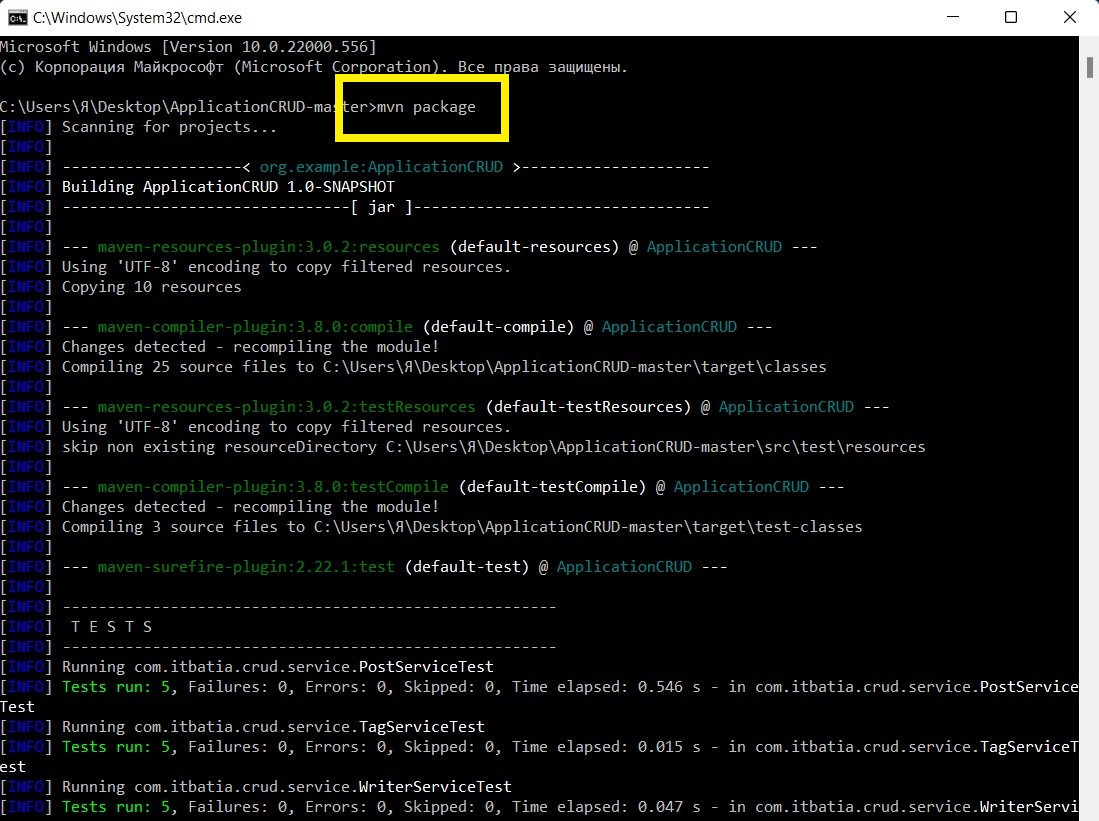 C:\Windows\System32\cmd.exe
Microsoft Windows [Version 10.0.22000.556]
(c) Корпорация Майкрософт (Microsoft Corporation). Все права защищены.
C:\Users\Я\Desktop\ApplicationCRUD-master>mvn package
[INFO] Scanning for projects...
[INFO]
[INFO] --------------------< org.example:ApplicationCRUD >---------------------
[INFO] Building ApplicationCRUD 1.0-SNAPSHOT
[INFO] --------------------------------[ jar ]---------------------------------
[INFO]
[INFO] --- maven-resources-plugin:3.0.2:resources (default-resources) @ ApplicationCRUD ---
[INFO] Using 'UTF-8' encoding to copy filtered resources.
[INFO] Copying 10 resources
[INFO]
[INFO] --- maven-compiler-plugin:3.8.0:compile (default-compile) @ ApplicationCRUD ---
[INFO] Changes detected - recompiling the module!
[INFO] Compiling 25 source files to C:\Users\Я\Desktop\ApplicationCRUD-master\target\classes
[INFO]
[INFO] --- maven-resources-plugin:3.0.2:testResources (default-testResources) @ ApplicationCRUD ---
[INFO] Using 'UTF-8' encoding to copy filtered resources.
[INFO] skip non existing resourceDirectory C:\Users\Я\Desktop\ApplicationCRUD-master\src\test\resources
[INFO]
[INFO] --- maven-compiler-plugin:3.8.0:testCompile (default-testCompile) @ ApplicationCRUD ---
[INFO] Changes detected - recompiling the module!
[INFO] Compiling 3 source files to C:\Users\Я\Desktop\ApplicationCRUD-master\target\test-classes
[INFO]
[INFO] --- maven-surefire-plugin:2.22.1:test (default-test) @ ApplicationCRUD ---
[INFO]
[INFO] -------------------------------------------------------
[INFO]  T E S T S
[INFO] -------------------------------------------------------
[INFO] Running com.itbatia.crud.service.PostServiceTest
[INFO] Tests run: 5, Failures: 0, Errors: 0, Skipped: 0, Time elapsed: 0.546 s - in com.itbatia.crud.service.PostService
Test
[INFO] Running com.itbatia.crud.service.TagServiceTest
[INFO] Tests run: 5, Failures: 0, Errors: 0, Skipped: 0, Time elapsed: 0.015 s - in com.itbatia.crud.service.TagServiceT
est
[INFO] Running com.itbatia.crud.service.WriterServiceTest
[INFO] Tests run: 5, Failures: 0, Errors: 0, Skipped: 0, Time elapsed: 0.047 s - in com.itbatia.crud.service.WriterServi